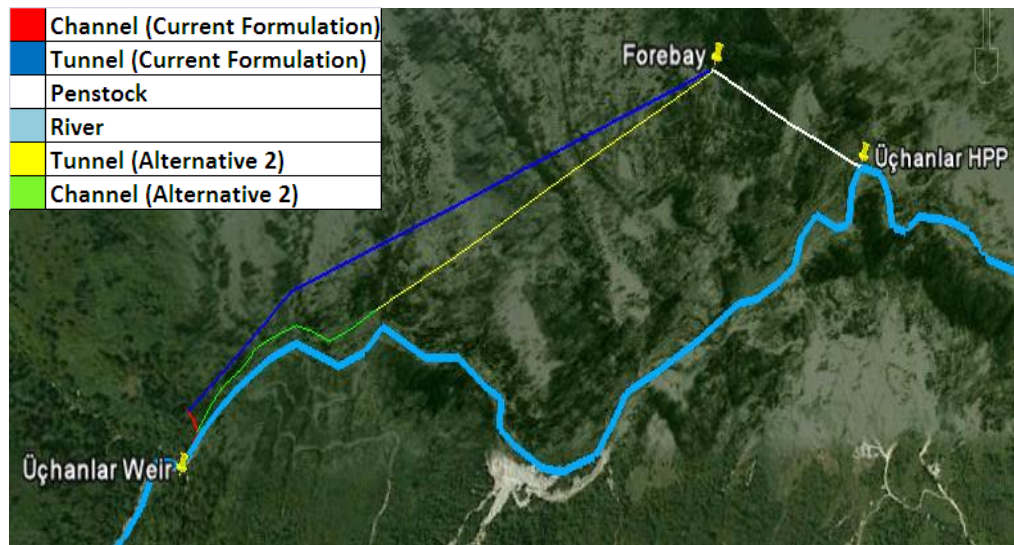 Channel (Current Formulation)
Tunnel (Current Formulation)
Penstock
River
Tunnel (Alternative 2)
Channel (Alternative 2)
Forebay
Üçhanlar HPP
Üçhanlar Weir